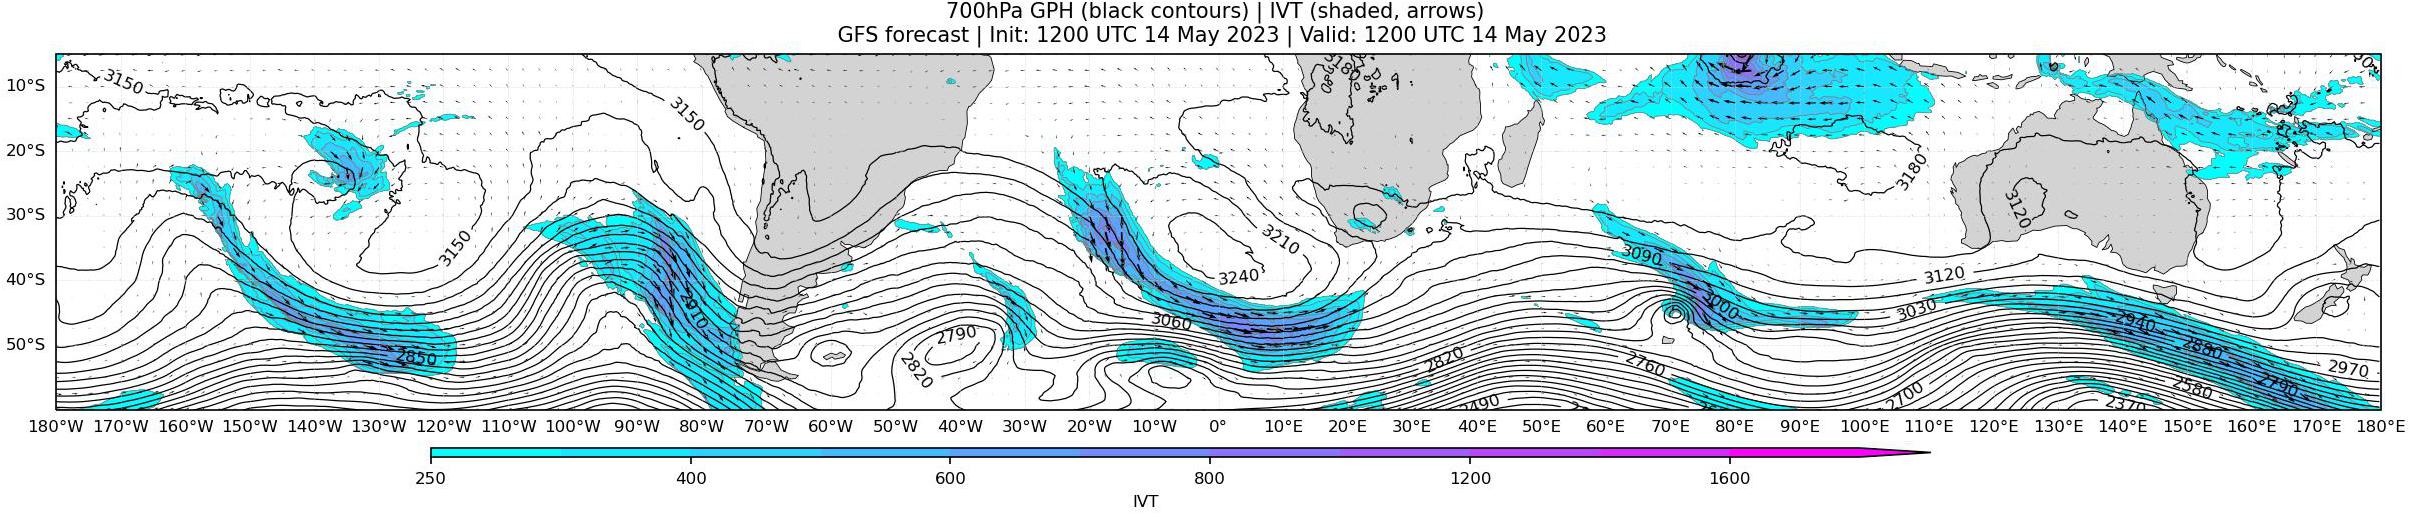 700hPa GPH (black contours) | IVT (shaded, arrows)
GFS forecast | Init: 1200 UTC 14 May 2023 | Valid: 1200 UTC 14 May 2023
10°S
20°S
30°S
40°S
50°S
3150
3150
3150
3180
3180
3120
3210
3240
3090
3120
3000
3030
2910
3060
2940
2790
2850
2820
2820
2760
2880
2970
2790
2580
2700
2490
2370
180°W 170°W 160°W 150°W 140°W 130°W 120°W 110°W 100°W 90°W 80°W 70°W 60°W 50°W 40°W 30°W 20°W 10°W 0° 10°E 20°E 30°E 40°E 50°E 60°E 70°E 80°E 90°E 100°E 110°E 120°E 130°E 140°E 150°E 160°E 170°E 180°E
250 400 600 800 1200 1600
IVT